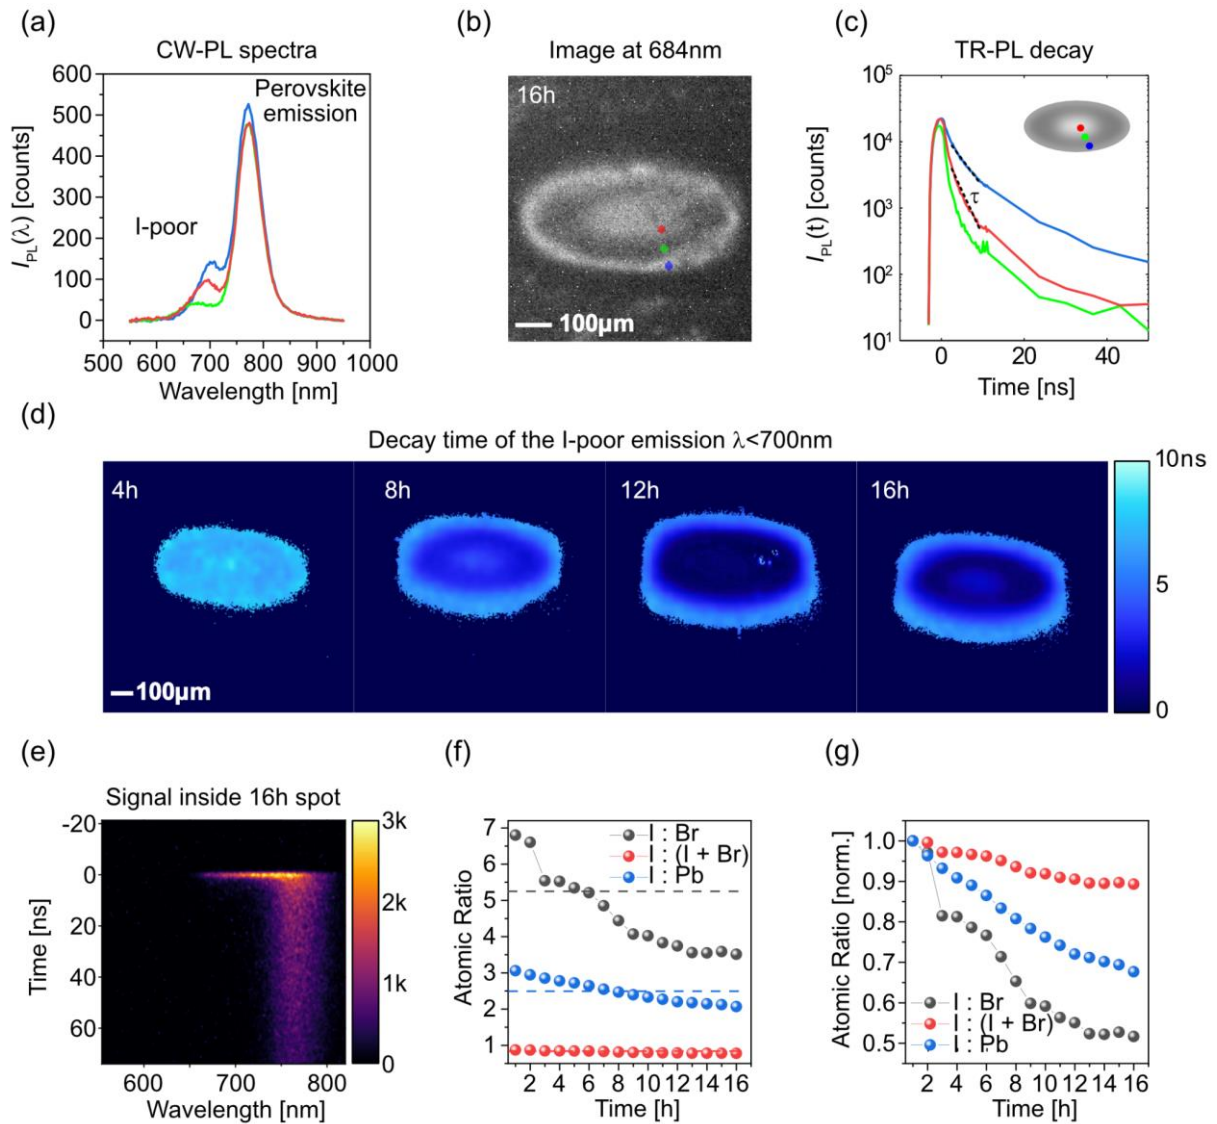 (a)
CW-PL spectra
I_PL(λ) [counts]
600
500
400
300
200
100
0
Perovskite
emission
I-poor
500 600 700 800 900 1000
Wavelength [nm]
(b)
Image at 684nm
16h
100µm
(c)
TR-PL decay
I_PL(t) [counts]
10^5
10^4
10^3
10^2
10^1
τ
0 20 40
Time [ns]
(d)
Decay time of the I-poor emission λ<700nm
4h
8h
12h
16h
100µm
10ns
5
0
(e)
Signal inside 16h spot
Time [ns]
-20
0
20
40
60
600 700 800
Wavelength [nm]
3k
2k
1k
0
(f)
Atomic Ratio
7
6
5
4
3
2
1
I : Br
I : (I + Br)
I : Pb
2 4 6 8 10 12 14 16
Time [h]
(g)
Atomic Ratio [norm.]
1.0
0.9
0.8
0.7
0.6
0.5
I : Br
I : (I + Br)
I : Pb
2 4 6 8 10 12 14 16
Time [h]